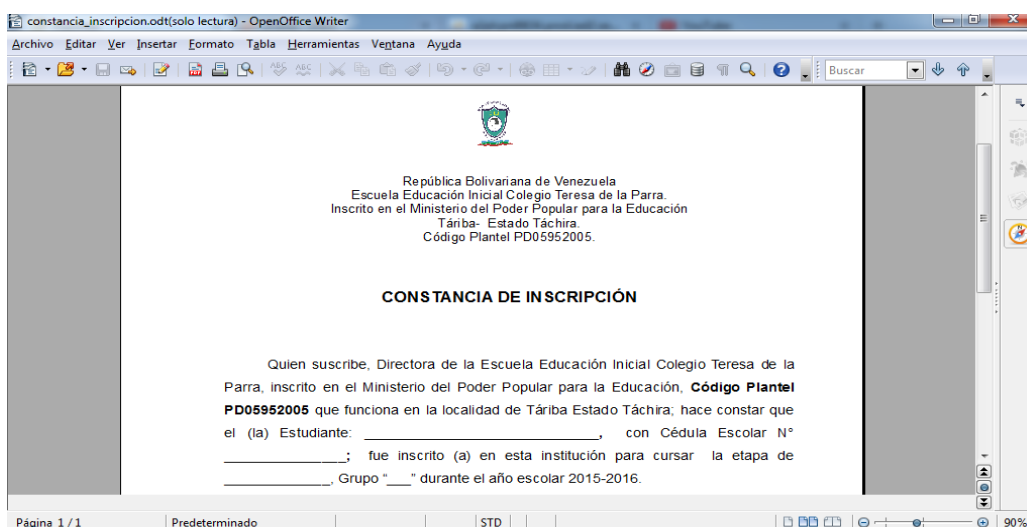 constancia_inscripcion.odt(solo lectura) - OpenOffice Writer
Archivo Editar Ver Insertar Formato Tabla Herramientas Ventana Ayuda
Buscar
República Bolivariana de Venezuela
Escuela Educación Inicial Colegio Teresa de la Parra.
Inscrito en el Ministerio del Poder Popular para la Educación
Táriba- Estado Táchira.
Código Plantel PD05952005.
CONSTANCIA DE INSCRIPCIÓN
Quien suscribe, Directora de la Escuela Educación Inicial Colegio Teresa de la
Parra, inscrito en el Ministerio del Poder Popular para la Educación, Código Plantel
PD05952005 que funciona en la localidad de Táriba Estado Táchira; hace constar que
el (la) Estudiante: ______________________________, con Cédula Escolar N°
________________; fue inscrito (a) en esta institución para cursar la etapa de
______________, Grupo “___” durante el año escolar 2015-2016.
Página 1 / 1 Predeterminado STD 90%